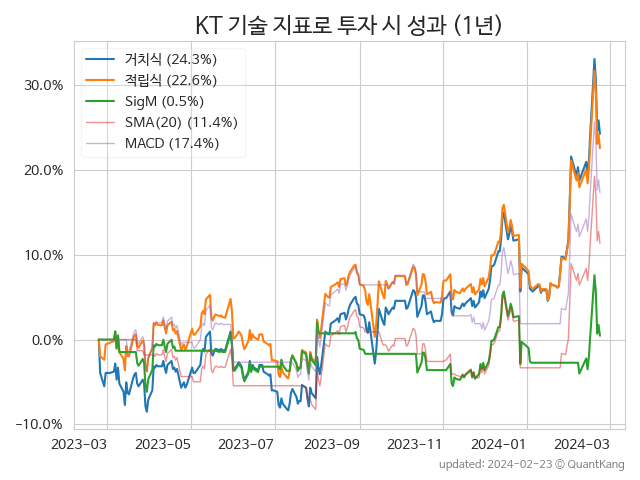 KT 기술 지표로 투자 시 성과 (1년)
거치식 (24.3%)
적립식 (22.6%)
SigM (0.5%)
SMA(20) (11.4%)
MACD (17.4%)
30.0%
20.0%
10.0%
0.0%
−10.0%
2023-03 2023-05 2023-07 2023-09 2023-11 2024-01 2024-03
updated: 2024-02-23 © QuantKang